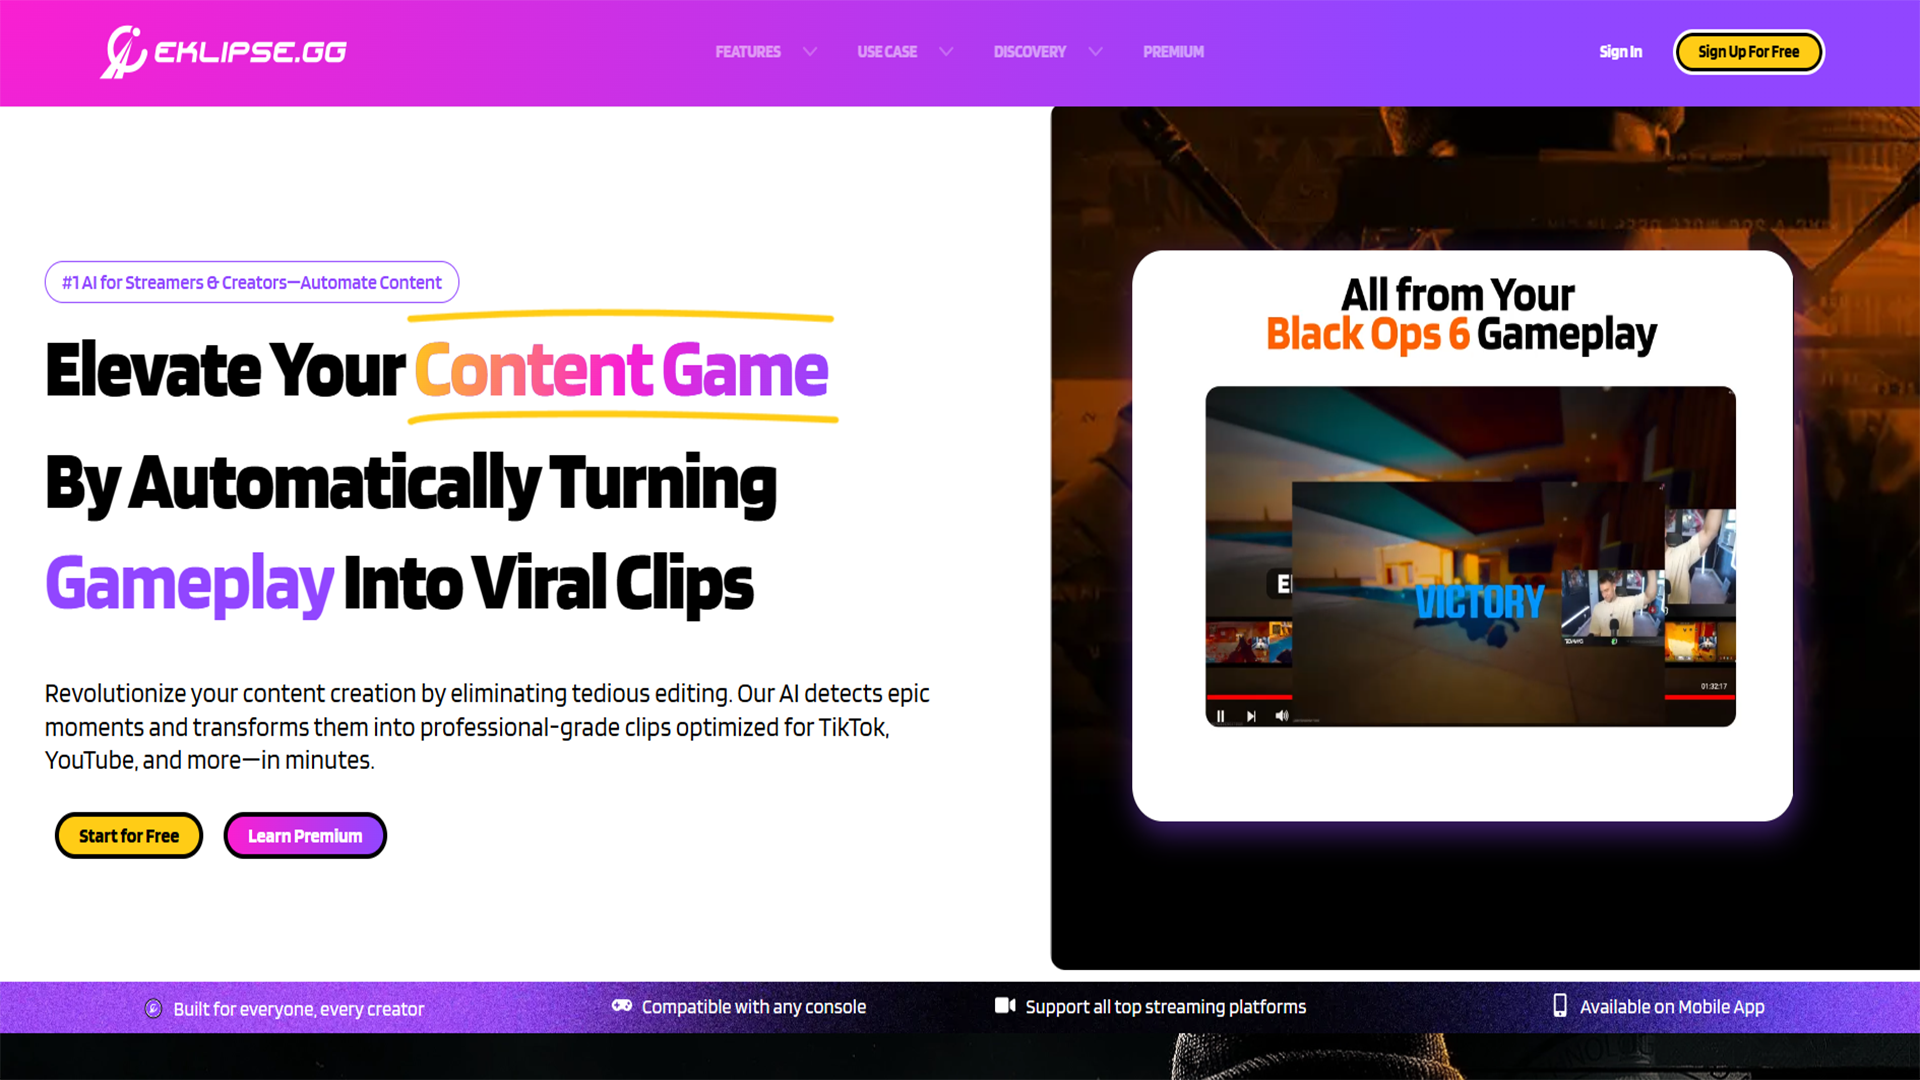 EKLIPSE.GG
FEATURES
USE CASE
DISCOVERY
PREMIUM
Sign In
Sign Up For Free
#1 AI for Streamers & Creators—Automate Content
Elevate Your Content Game
By Automatically Turning
Gameplay Into Viral Clips
Revolutionize your content creation by eliminating tedious editing. Our AI detects epic
moments and transforms them into professional-grade clips optimized for TikTok,
YouTube, and more—in minutes.
Start for Free
Learn Premium
All from Your
Black Ops 6 Gameplay
VICTORY
01:32:17
Built for everyone, every creator
Compatible with any console
Support all top streaming platforms
Available on Mobile App